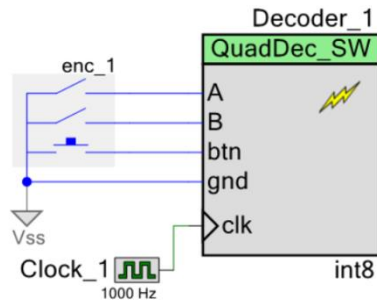 Decoder_1
QuadDec_SW
enc_1
A
B
btn
gnd
clk
Vss
Clock_1
1000 Hz
int8